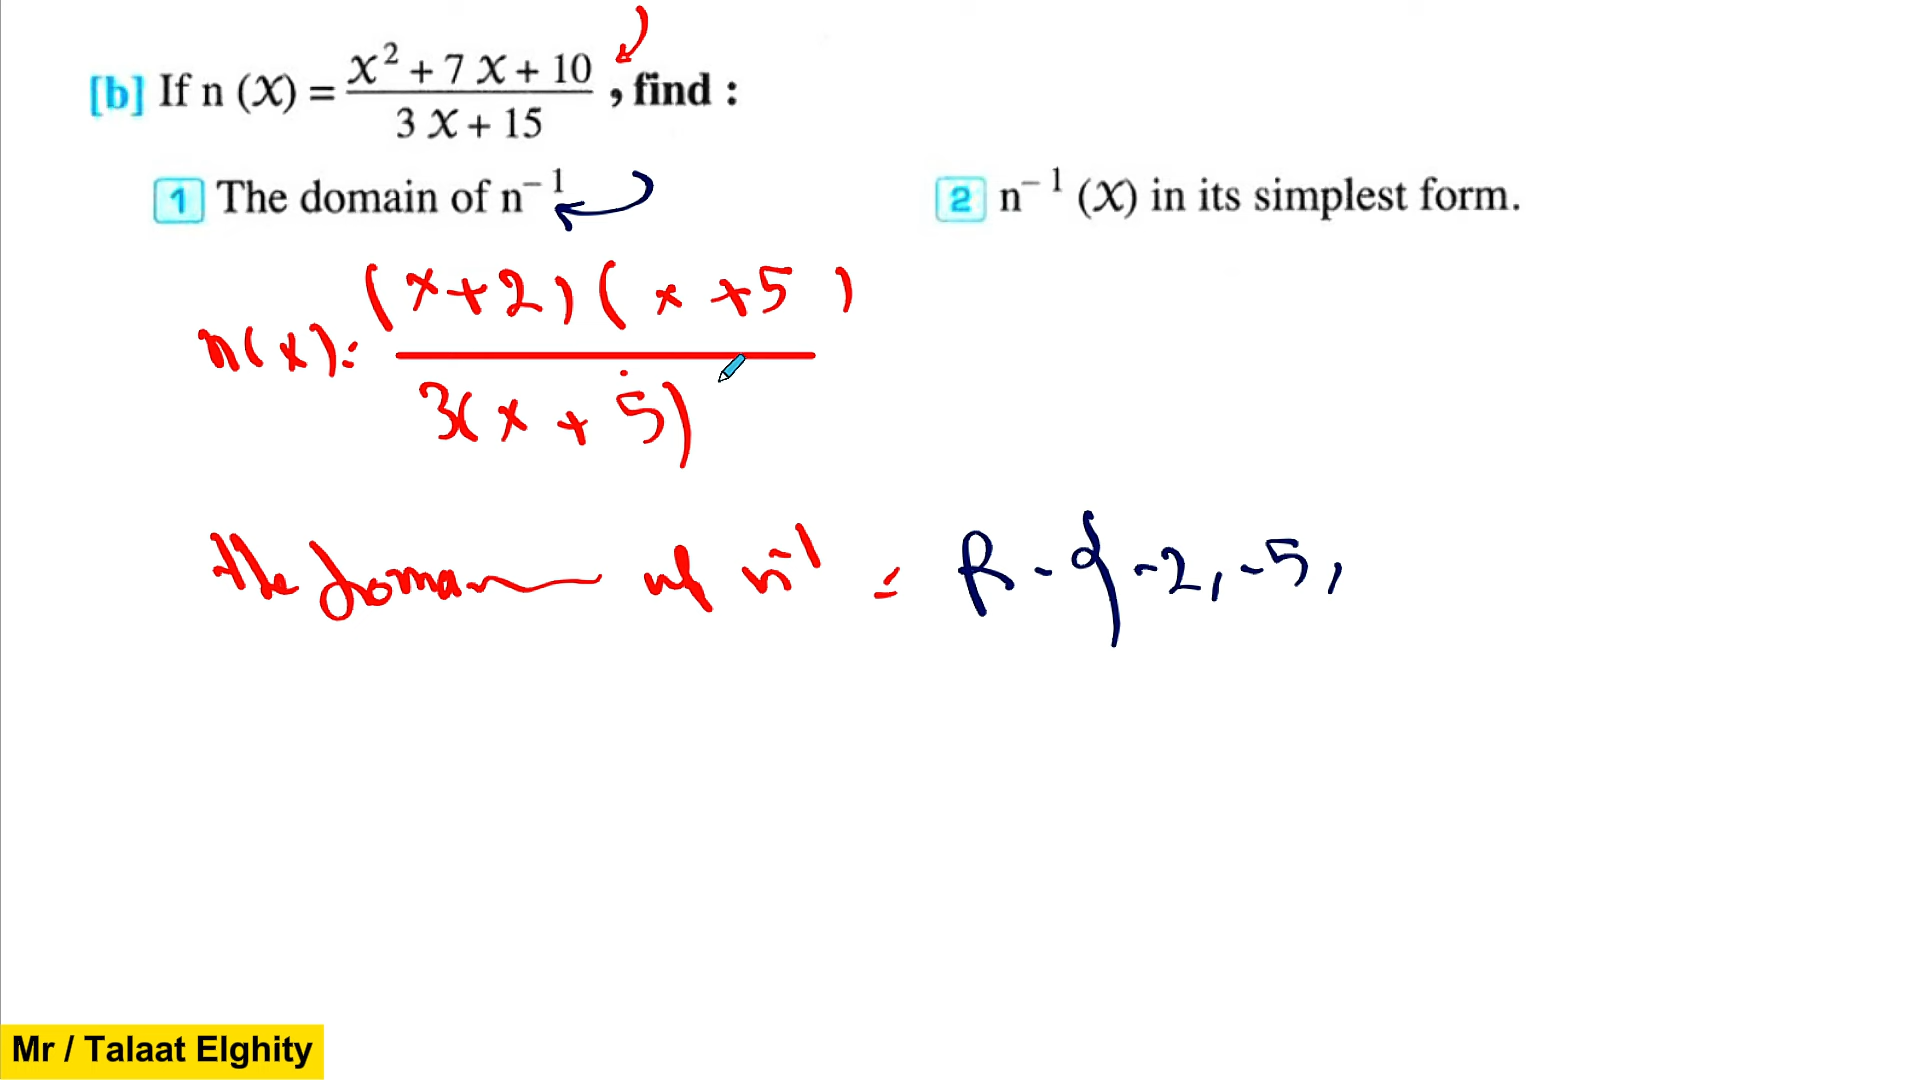 [b] If n (X) = X² + 7 X + 10 / 3 X + 15 , find :
1 The domain of n⁻¹
2 n⁻¹ (X) in its simplest form.
n(x) = (x+2)(x+5) / 3(x+5)
the domain of n⁻¹ = R - { -2, -5,
Mr / Talaat Elghity